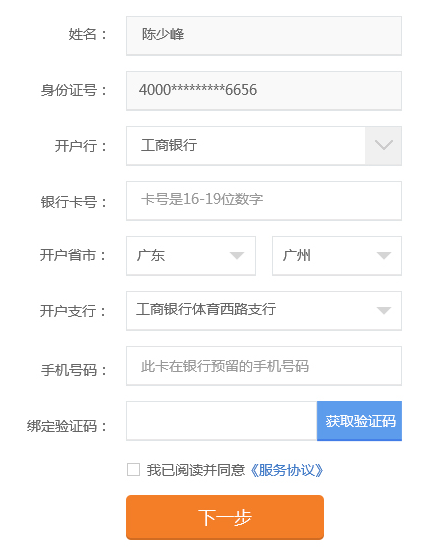 姓名： 陈少峰
身份证号： 4000*********6656
开户行： 工商银行
银行卡号： 卡号是16-19位数字
开户省市： 广东 广州
开户支行： 工商银行体育西路支行
手机号码： 此卡在银行预留的手机号码
绑定验证码： 获取验证码
我已阅读并同意《服务协议》
下一步